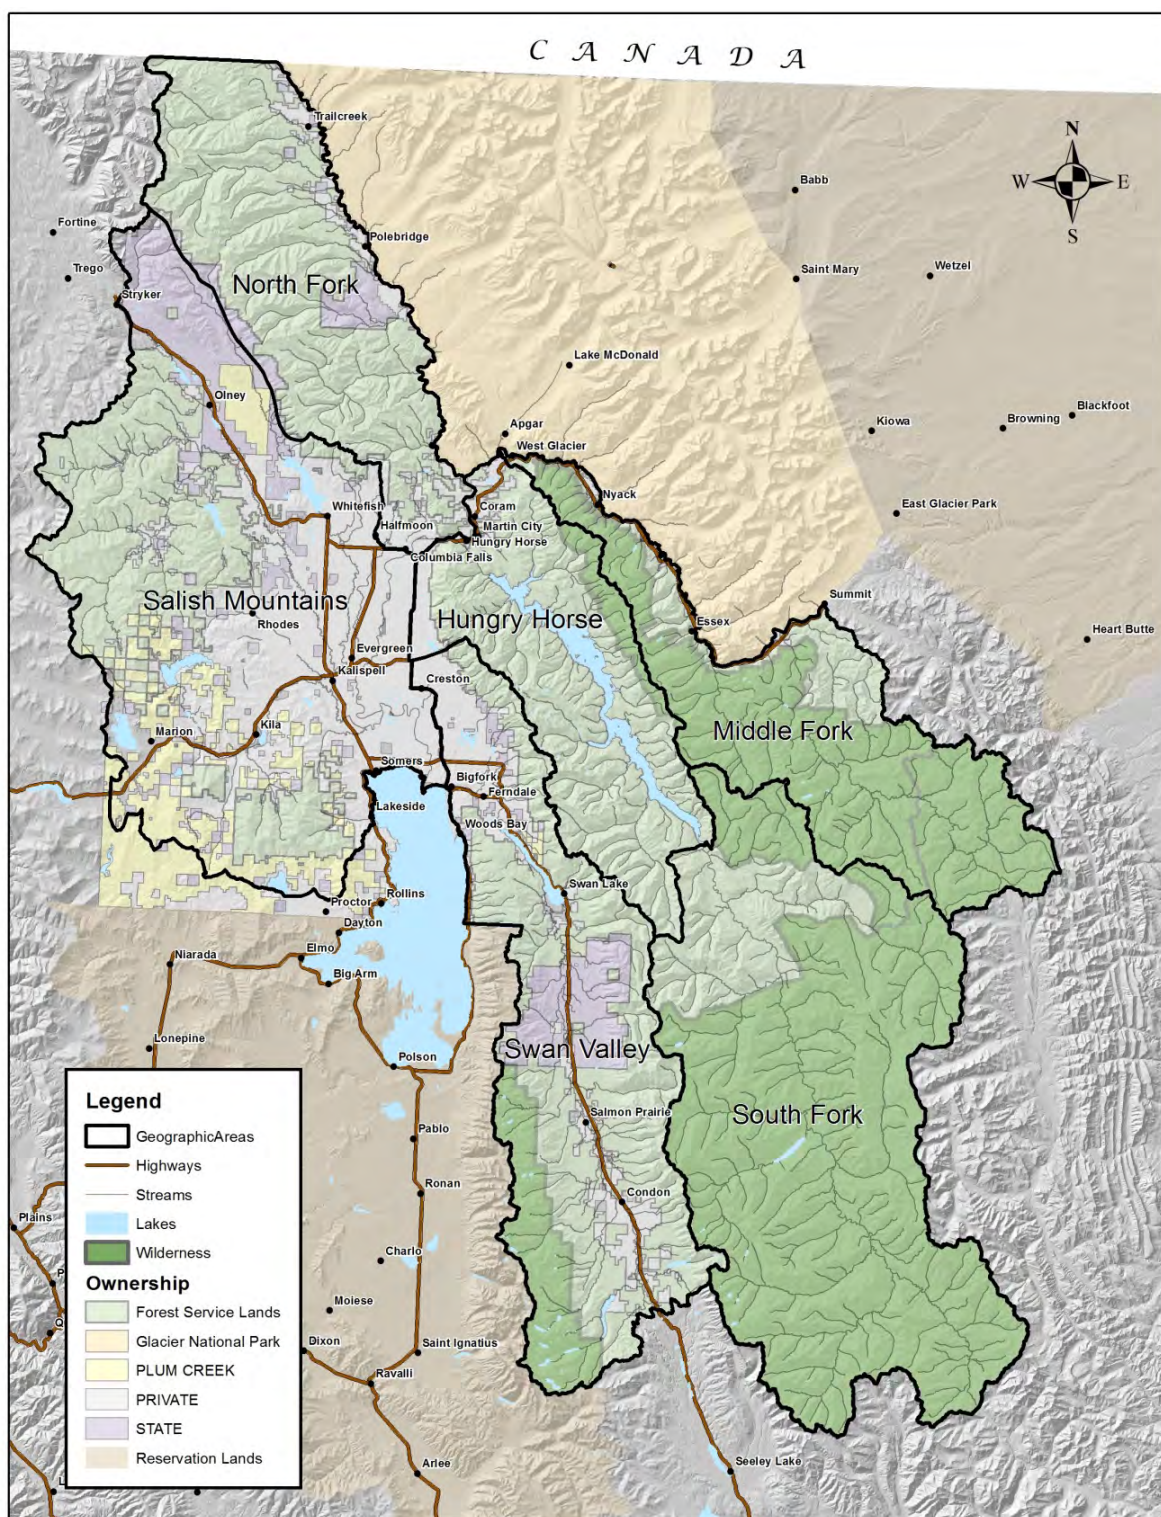 C A N A D A
Trailcreek
N
W E
S
Babb
Fortine
Polebridge
Trego
North Fork
Saint Mary
Wetzel
Stryker
Lake McDonald
Olney
Apgar
Kiowa
Browning
Blackfoot
West Glacier
Nyack
Whitefish
Coram
East Glacier Park
Halfmoon
Martin City
Hungry Horse
Columbia Falls
Salish Mountains
Rhodes
Hungry Horse
Summit
Essex
Heart Butte
Evergreen
Kalispell
Creston
Marion
Kila
Middle Fork
Somers
Bigfork
Ferndale
Lakeside
Woods Bay
Swan Lake
Rollins
Proctor
Dayton
Elmo
Niarada
Big Arm
Lonepine
Swan Valley
Polson
South Fork
Salmon Prairie
Pablo
Ronan
Condon
Plains
Charlo
Moiese
Dixon
Saint Ignatius
Ravalli
Arlee
Seeley Lake
Legend
GeographicAreas
Highways
Streams
Lakes
Wilderness
Ownership
Forest Service Lands
Glacier National Park
PLUM CREEK
PRIVATE
STATE
Reservation Lands